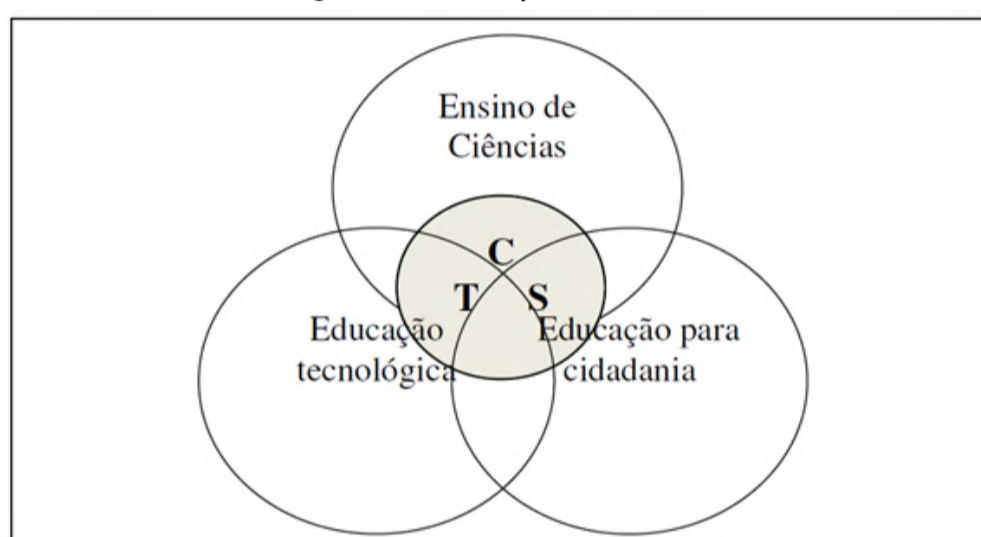 Ensino de
Ciências
C
T S
Educação
tecnológica
Educação para
cidadania